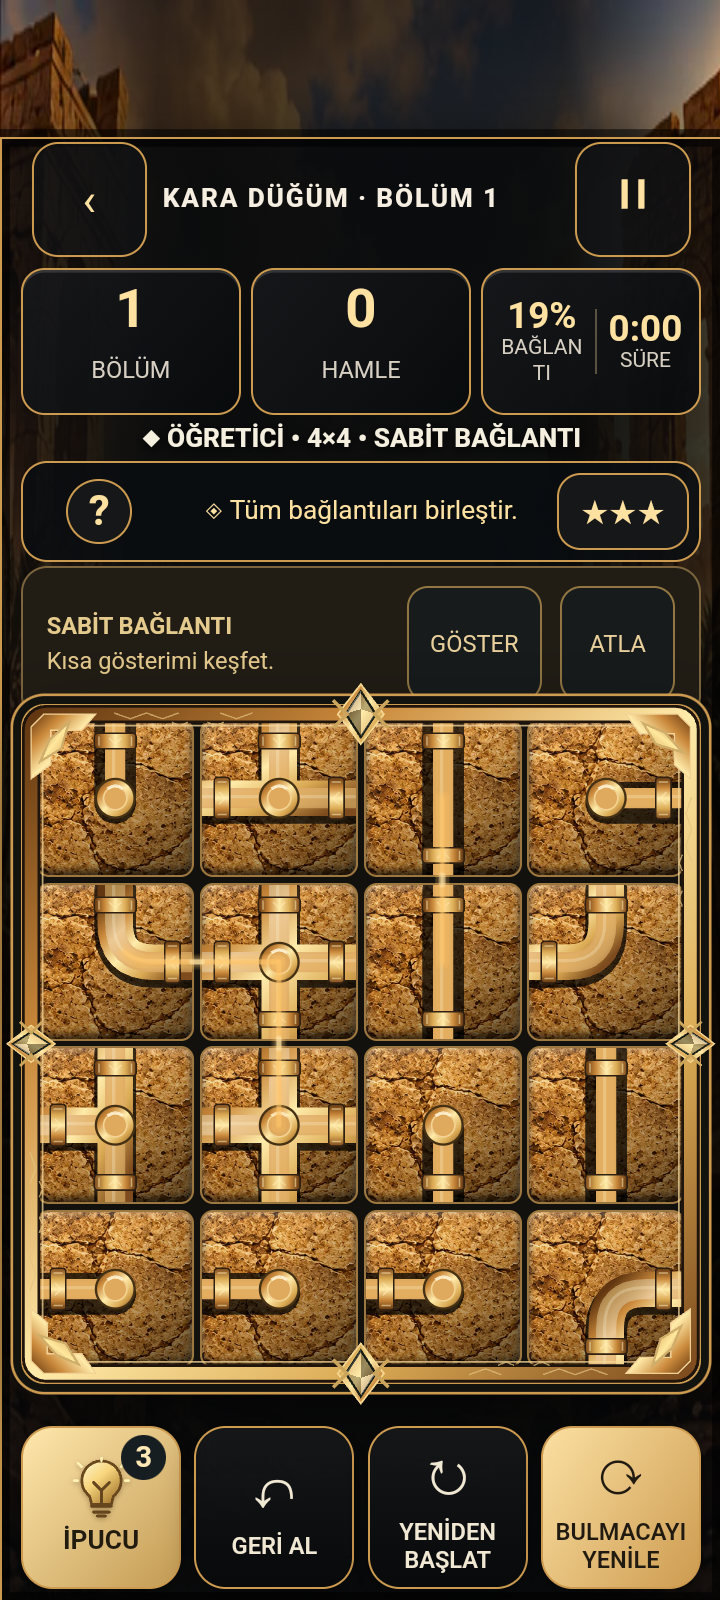 ‹
KARA DÜĞÜM · BÖLÜM 1
1
BÖLÜM
0
HAMLE
19%
BAĞLAN
TI
0:00
SÜRE
◆ ÖĞRETİCİ • 4×4 • SABİT BAĞLANTI
?
◈ Tüm bağlantıları birleştir.
★★★
SABİT BAĞLANTI
Kısa gösterimi keşfet.
GÖSTER
ATLA
3
İPUCU
GERİ AL
YENİDEN
BAŞLAT
BULMACAYI
YENİLE